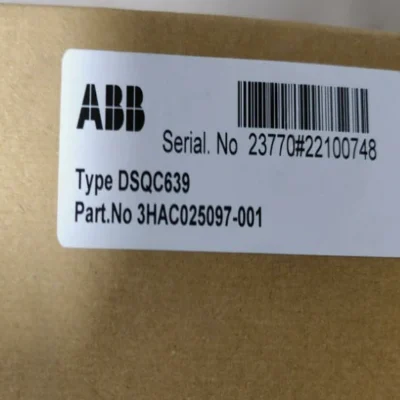 ABB
Serial. No 23770#22100748
Type DSQC639
Part.No 3HAC025097-001